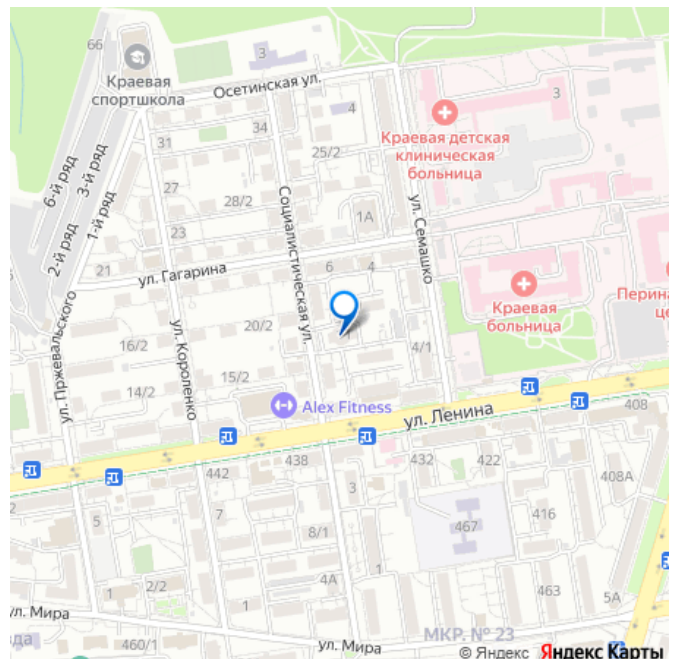 66
Краевая
спортшкола
3
Осетинская ул.
4
3
Краевая детская
клиническая
больница
31
34
25/2
6-й ряд
3-й ряд
1-й ряд
2-й ряд
27
28/2
1А
Социалистическая ул.
ул. Семашко
23
21
ул. Гагарина
6
4
Краевая
больница
Перина
це
ул. Пржевальского
ул. Короленко
20/2
16/2
4/1
15/2
14/2
Alex Fitness
ул. Ленина
408
442
438
432
422
408А
2
5
7
3
8/1
467
416
1
2/2
1
4А
1
463
5А
ул. Мира
ул. Мира
МКР. № 23
460/1
© Яндекс Яндекс Карты